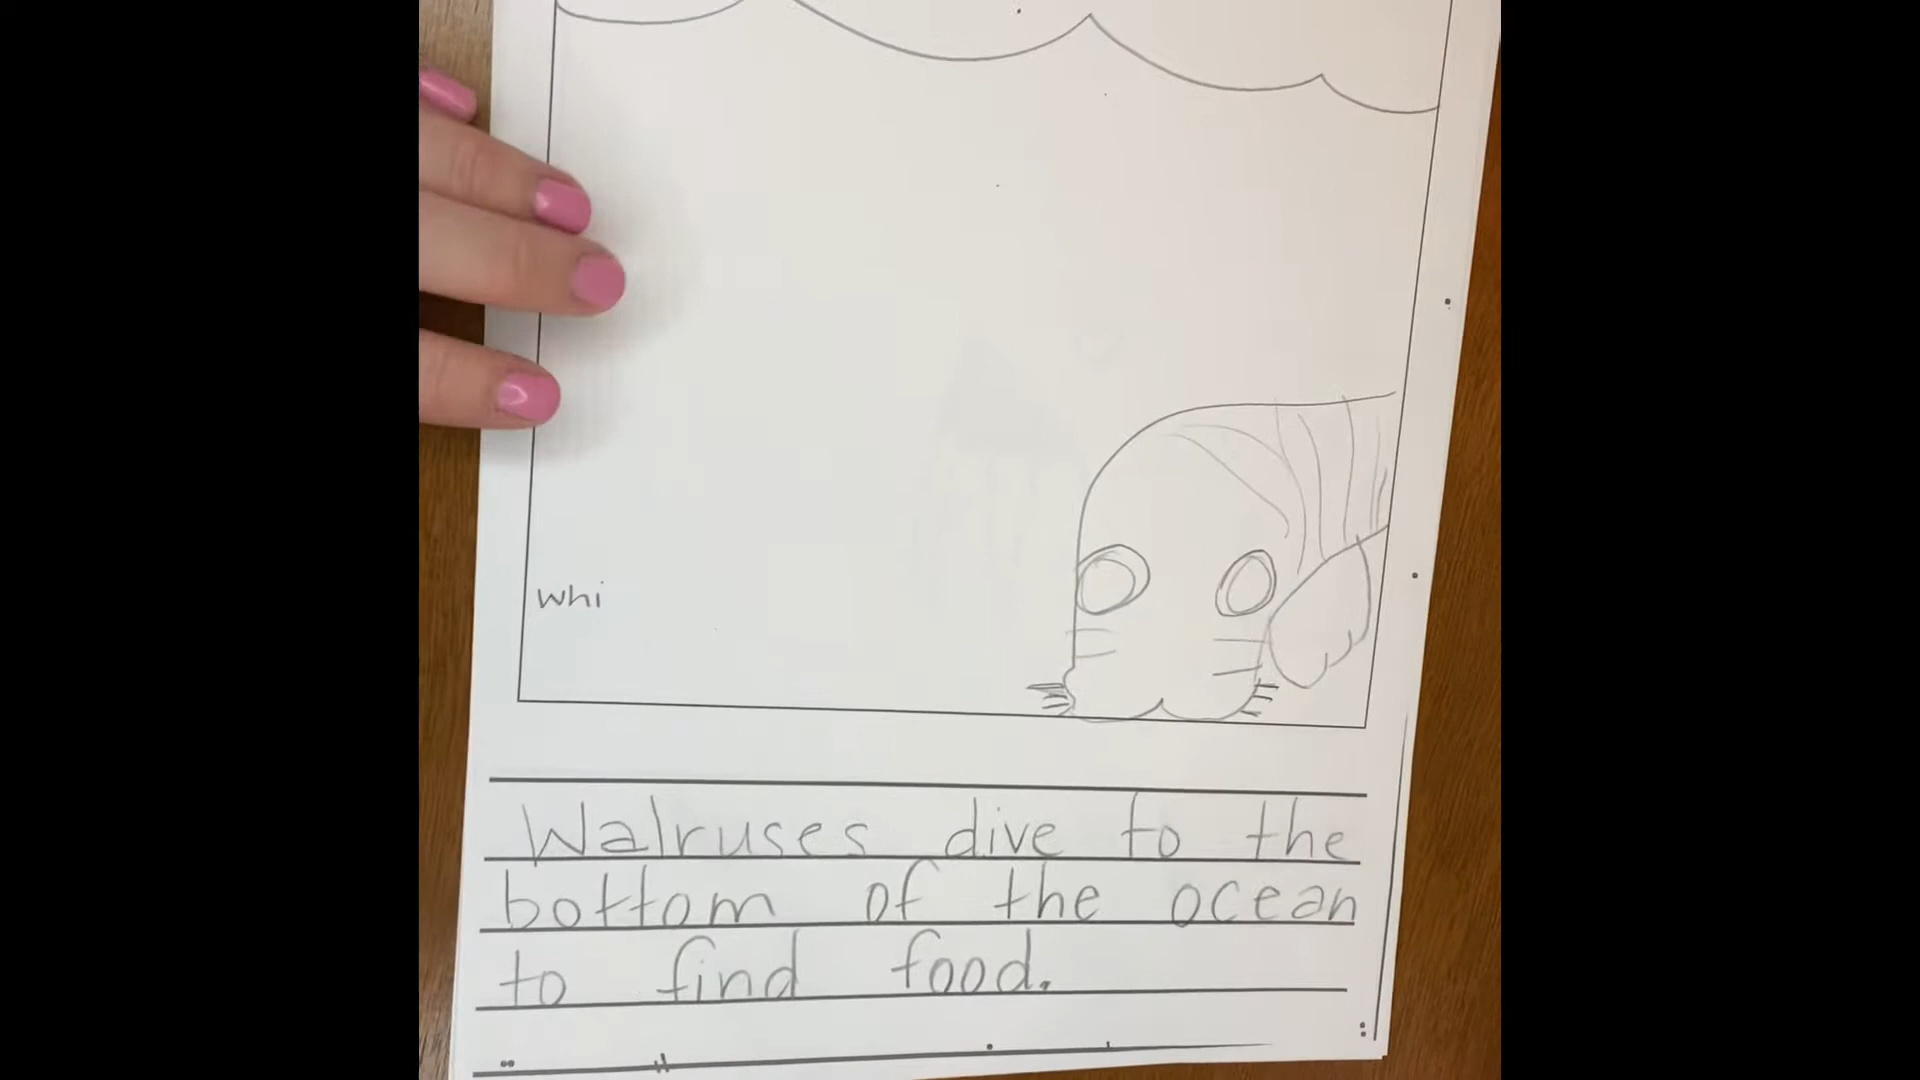 whi
Walruses dive to the
bottom of the ocean
to find food.